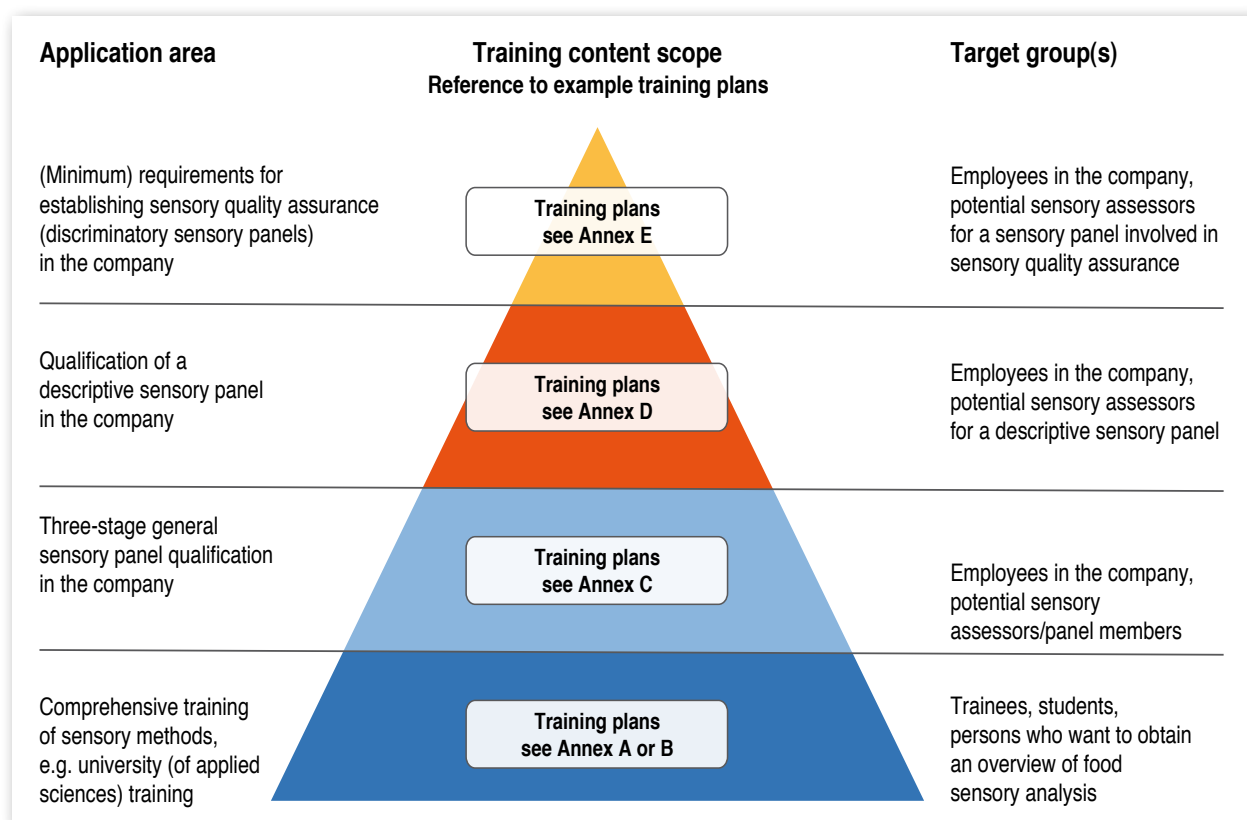 Application area
Training content scope
Reference to example training plans
Target group(s)
(Minimum) requirements for
establishing sensory quality assurance
(discriminatory sensory panels)
in the company
Training plans
see Annex E
Employees in the company,
potential sensory assessors
for a sensory panel involved in
sensory quality assurance
Qualification of a
descriptive sensory panel
in the company
Training plans
see Annex D
Employees in the company,
potential sensory assessors
for a descriptive sensory panel
Three-stage general
sensory panel qualification
in the company
Training plans
see Annex C
Employees in the company,
potential sensory
assessors/panel members
Comprehensive training
of sensory methods,
e.g. university (of applied
sciences) training
Training plans
see Annex A or B
Trainees, students,
persons who want to obtain
an overview of food
sensory analysis